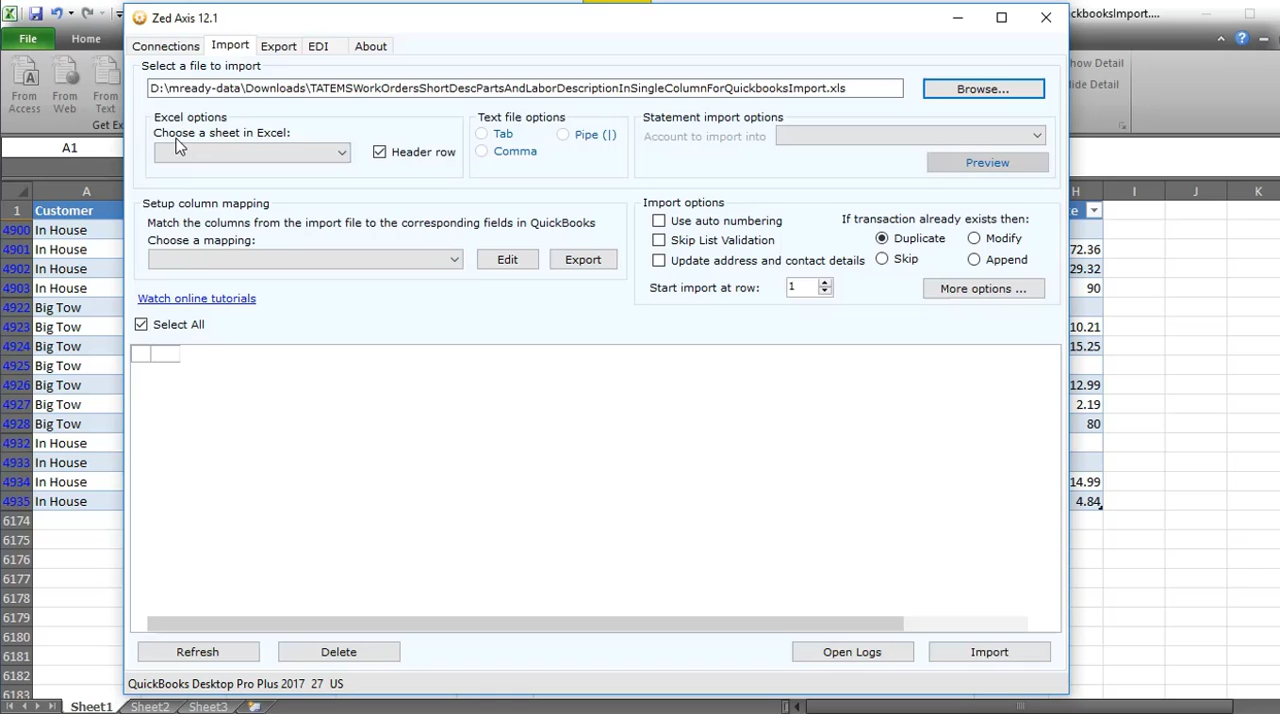 Zed Axis 12.1
ckbooksImport....
File
Home
how Detail
ide Detail
From Access
From Web
From Text
Get Ex
A1
Connections
Import
Export
EDI
About
Select a file to import
D:\mready-data\Downloads\TATEMSWorkOrdersShortDescPartsAndLaborDescriptionInSingleColumnForQuickbooksImport.xls
Browse...
Excel options
Choose a sheet in Excel:
Header row
Text file options
Tab
Pipe (|)
Comma
Statement import options
Account to import into
Preview
Setup column mapping
Match the columns from the import file to the corresponding fields in QuickBooks
Choose a mapping:
Edit
Export
Import options
Use auto numbering
Skip List Validation
Update address and contact details
Start import at row:
1
If transaction already exists then:
Duplicate
Modify
Skip
Append
More options ...
Watch online tutorials
Select All
Refresh
Delete
Open Logs
Import
QuickBooks Desktop Pro Plus 2017 27 US
A
H
I
J
K
1 Customer
e
4900 In House
4901 In House 72.36
4902 In House 29.32
4903 In House 90
4922 Big Tow
4923 Big Tow 10.21
4924 Big Tow 15.25
4925 Big Tow
4926 Big Tow 12.99
4927 Big Tow 2.19
4928 Big Tow 80
4932 In House
4933 In House
4934 In House 14.99
4935 In House 4.84
6174
6175
6176
6177
6178
6179
6180
6181
6182
6183
Sheet1
Sheet2
Sheet3